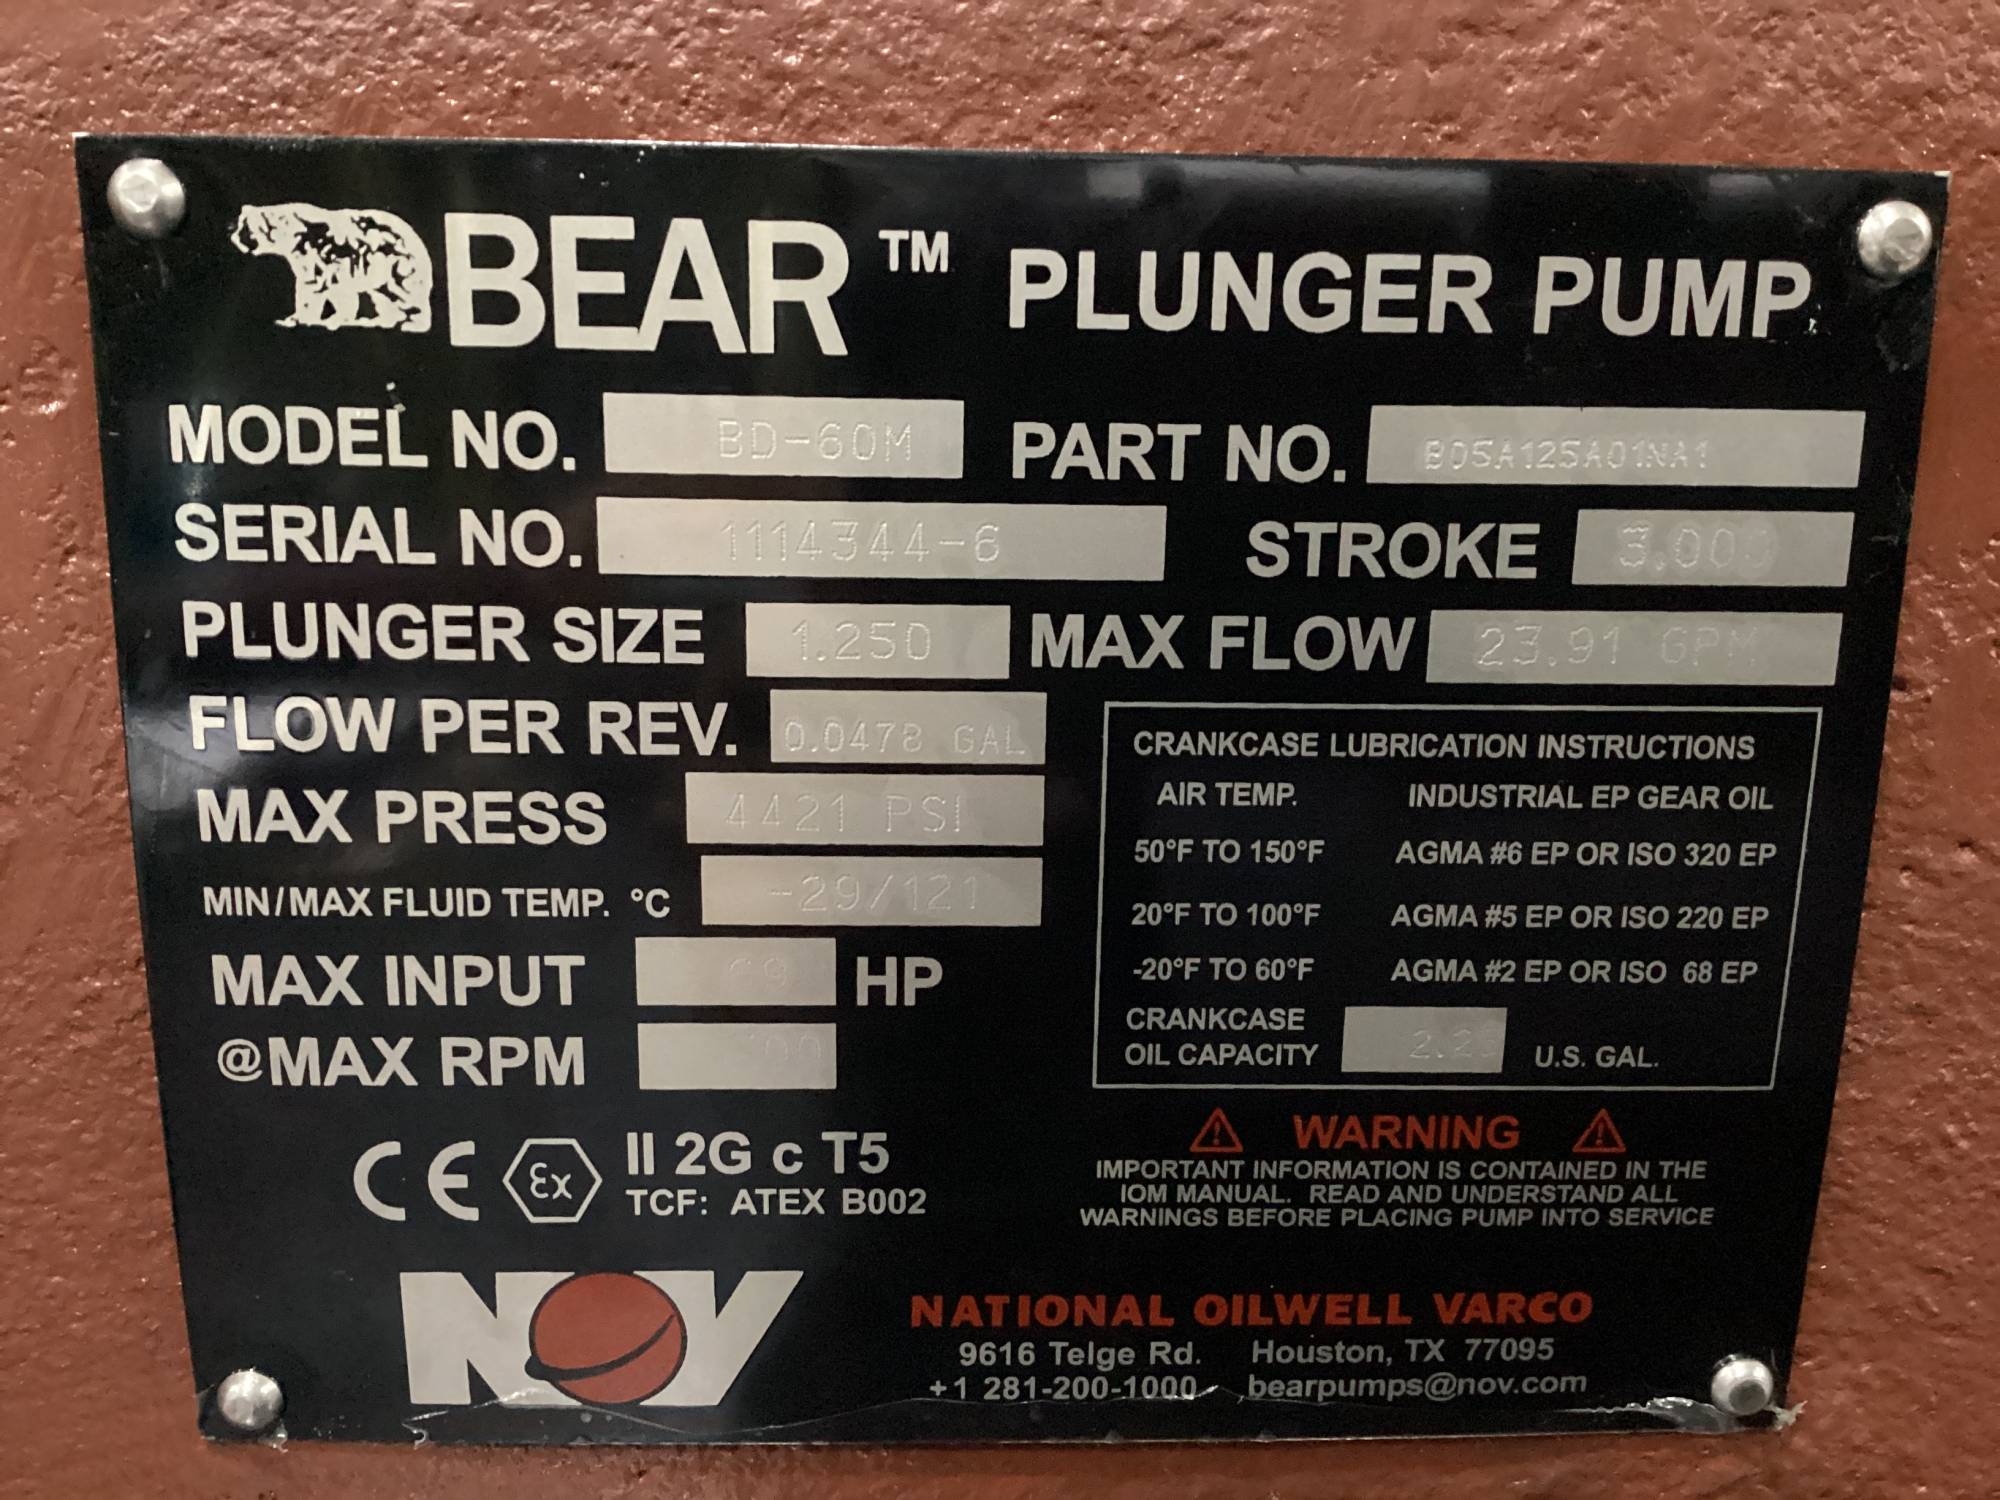 BEAR™ PLUNGER PUMP
MODEL NO. BD-60M PART NO. B05A125A01NA1
SERIAL NO. 1114344-6 STROKE 3.000
PLUNGER SIZE 1.250 MAX FLOW 23.91 GPM
FLOW PER REV. 0.0478 GAL
MAX PRESS 4421 PSI
MIN/MAX FLUID TEMP. °C -29/121
MAX INPUT HP
@MAX RPM
CRANKCASE LUBRICATION INSTRUCTIONS
AIR TEMP. INDUSTRIAL EP GEAR OIL
50°F TO 150°F AGMA #6 EP OR ISO 320 EP
20°F TO 100°F AGMA #5 EP OR ISO 220 EP
-20°F TO 60°F AGMA #2 EP OR ISO 68 EP
CRANKCASE
OIL CAPACITY U.S. GAL.
CE Ex II 2G c T5
TCF: ATEX B002
WARNING
IMPORTANT INFORMATION IS CONTAINED IN THE
IOM MANUAL. READ AND UNDERSTAND ALL
WARNINGS BEFORE PLACING PUMP INTO SERVICE
NOV
NATIONAL OILWELL VARCO
9616 Telge Rd. Houston, TX 77095
+1 281-200-1000 bearpumps@nov.com